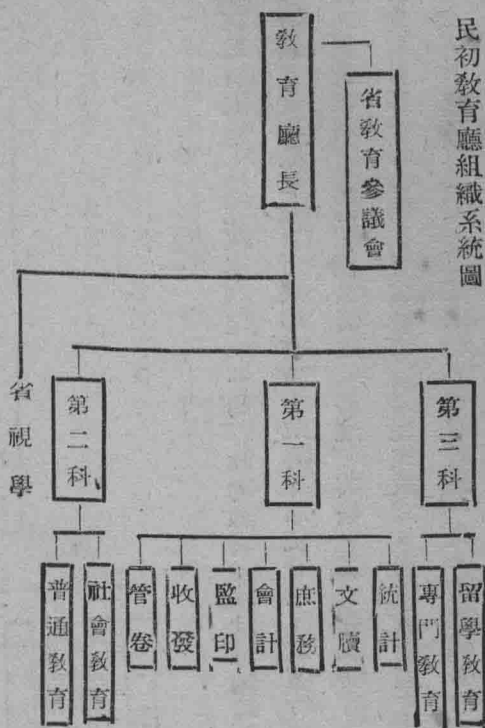 民初教育廳組織系統圖
省教育參議會
教育廳長
第三科
第一科
第二科
省視學
留學教育
專門教育
統計
文牘
庶務
會計
監印
收發
管卷
社會教育
普通教育